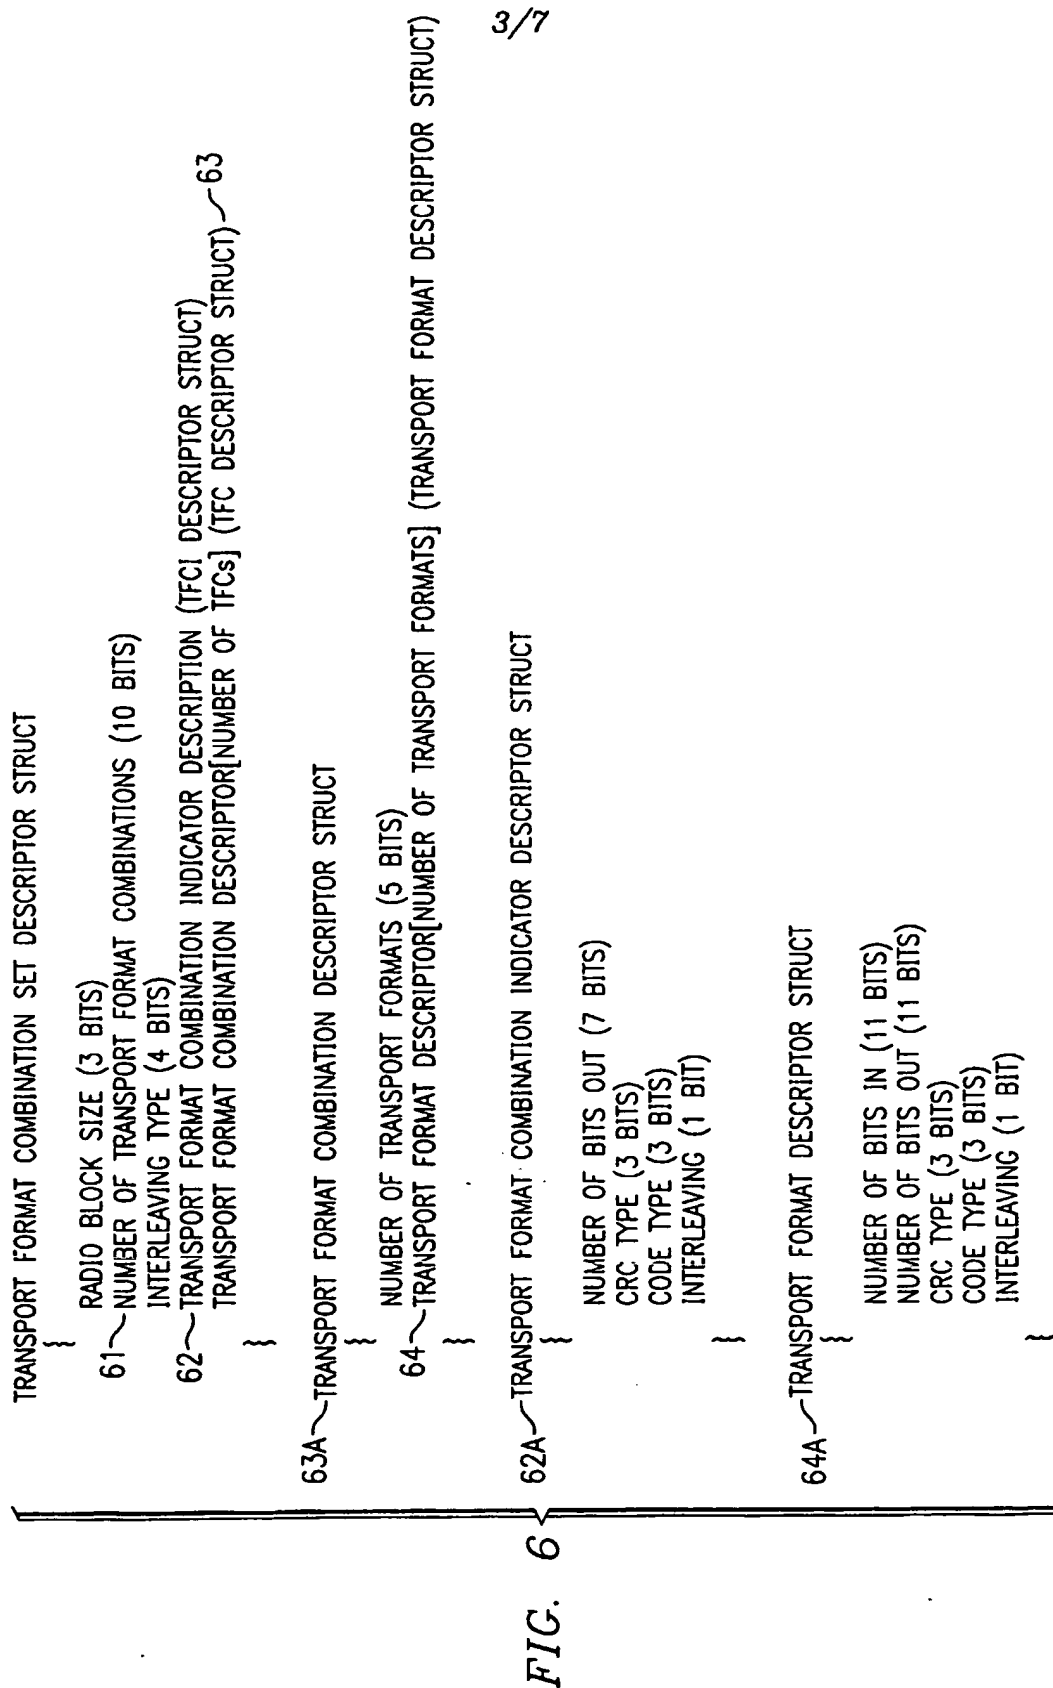 3/7
TRANSPORT FORMAT COMBINATION SET DESCRIPTOR STRUCT
{
RADIO BLOCK SIZE (3 BITS)
61 NUMBER OF TRANSPORT FORMAT COMBINATIONS (10 BITS)
INTERLEAVING TYPE (4 BITS)
62 TRANSPORT FORMAT COMBINATION INDICATOR DESCRIPTION (TFCI DESCRIPTOR STRUCT)
TRANSPORT FORMAT COMBINATION DESCRIPTOR[NUMBER OF TFCs] (TFC DESCRIPTOR STRUCT) 63
}
63A TRANSPORT FORMAT COMBINATION DESCRIPTOR STRUCT
{
NUMBER OF TRANSPORT FORMATS (5 BITS)
64 TRANSPORT FORMAT DESCRIPTOR[NUMBER OF TRANSPORT FORMATS] (TRANSPORT FORMAT DESCRIPTOR STRUCT)
}
62A TRANSPORT FORMAT COMBINATION INDICATOR DESCRIPTOR STRUCT
{
NUMBER OF BITS OUT (7 BITS)
CRC TYPE (3 BITS)
CODE TYPE (3 BITS)
INTERLEAVING (1 BIT)
}
64A TRANSPORT FORMAT DESCRIPTOR STRUCT
{
NUMBER OF BITS IN (11 BITS)
NUMBER OF BITS OUT (11 BITS)
CRC TYPE (3 BITS)
CODE TYPE (3 BITS)
INTERLEAVING (1 BIT)
}
FIG. 6